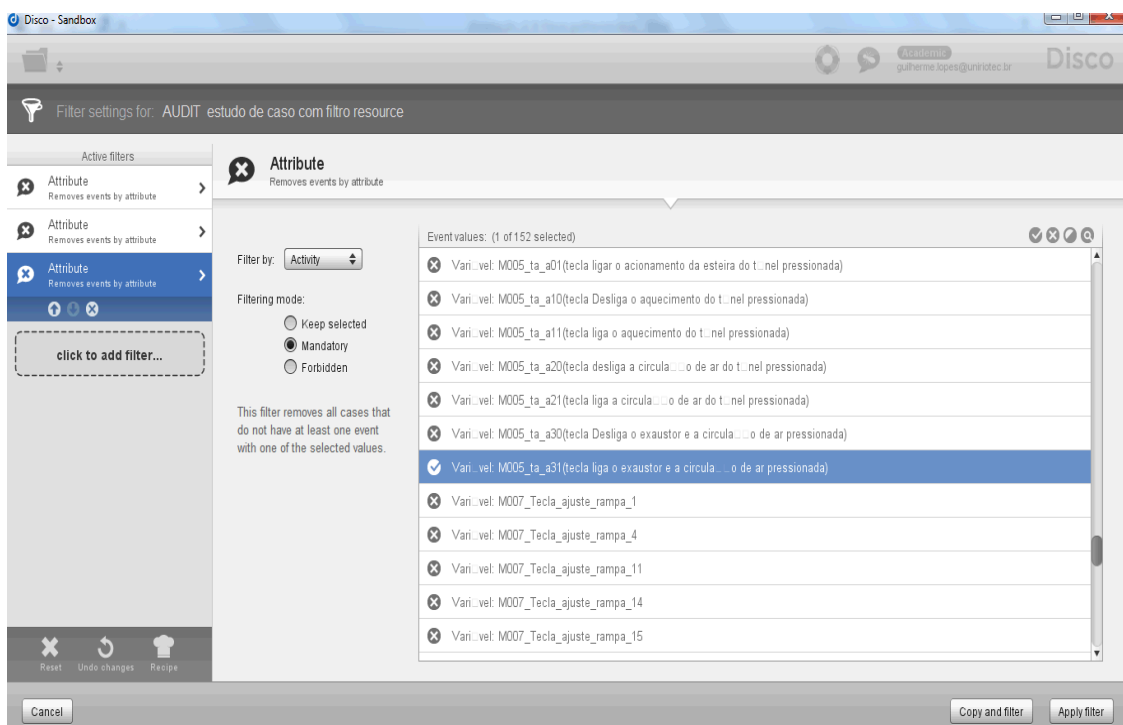 Disco - Sandbox
Academic
guilherme.lopes@uniriotec.br
Disco
Filter settings for: AUDIT estudo de caso com filtro resource
Active filters
Attribute
Removes events by attribute
Attribute
Removes events by attribute
Attribute
Removes events by attribute
click to add filter...
Reset
Undo changes
Recipe
Attribute
Removes events by attribute
Filter by: Activity
Filtering mode:
Keep selected
Mandatory
Forbidden
This filter removes all cases that
do not have at least one event
with one of the selected values.
Event values: (1 of 152 selected)
Vari□vel: M005_ta_a01(tecla ligar o acionamento da esteira do t□nel pressionada)
Vari□vel: M005_ta_a10(tecla Desliga o aquecimento do t□nel pressionada)
Vari□vel: M005_ta_a11(tecla liga o aquecimento do t□nel pressionada)
Vari□vel: M005_ta_a20(tecla desliga a circula□□o de ar do t□nel pressionada)
Vari□vel: M005_ta_a21(tecla liga a circula□□o de ar do t□nel pressionada)
Vari□vel: M005_ta_a30(tecla Desliga o exaustor e a circula□□o de ar pressionada)
Vari□vel: M005_ta_a31(tecla liga o exaustor e a circula□□o de ar pressionada)
Vari□vel: M007_Tecla_ajuste_rampa_1
Vari□vel: M007_Tecla_ajuste_rampa_4
Vari□vel: M007_Tecla_ajuste_rampa_11
Vari□vel: M007_Tecla_ajuste_rampa_14
Vari□vel: M007_Tecla_ajuste_rampa_15
Cancel
Copy and filter
Apply filter